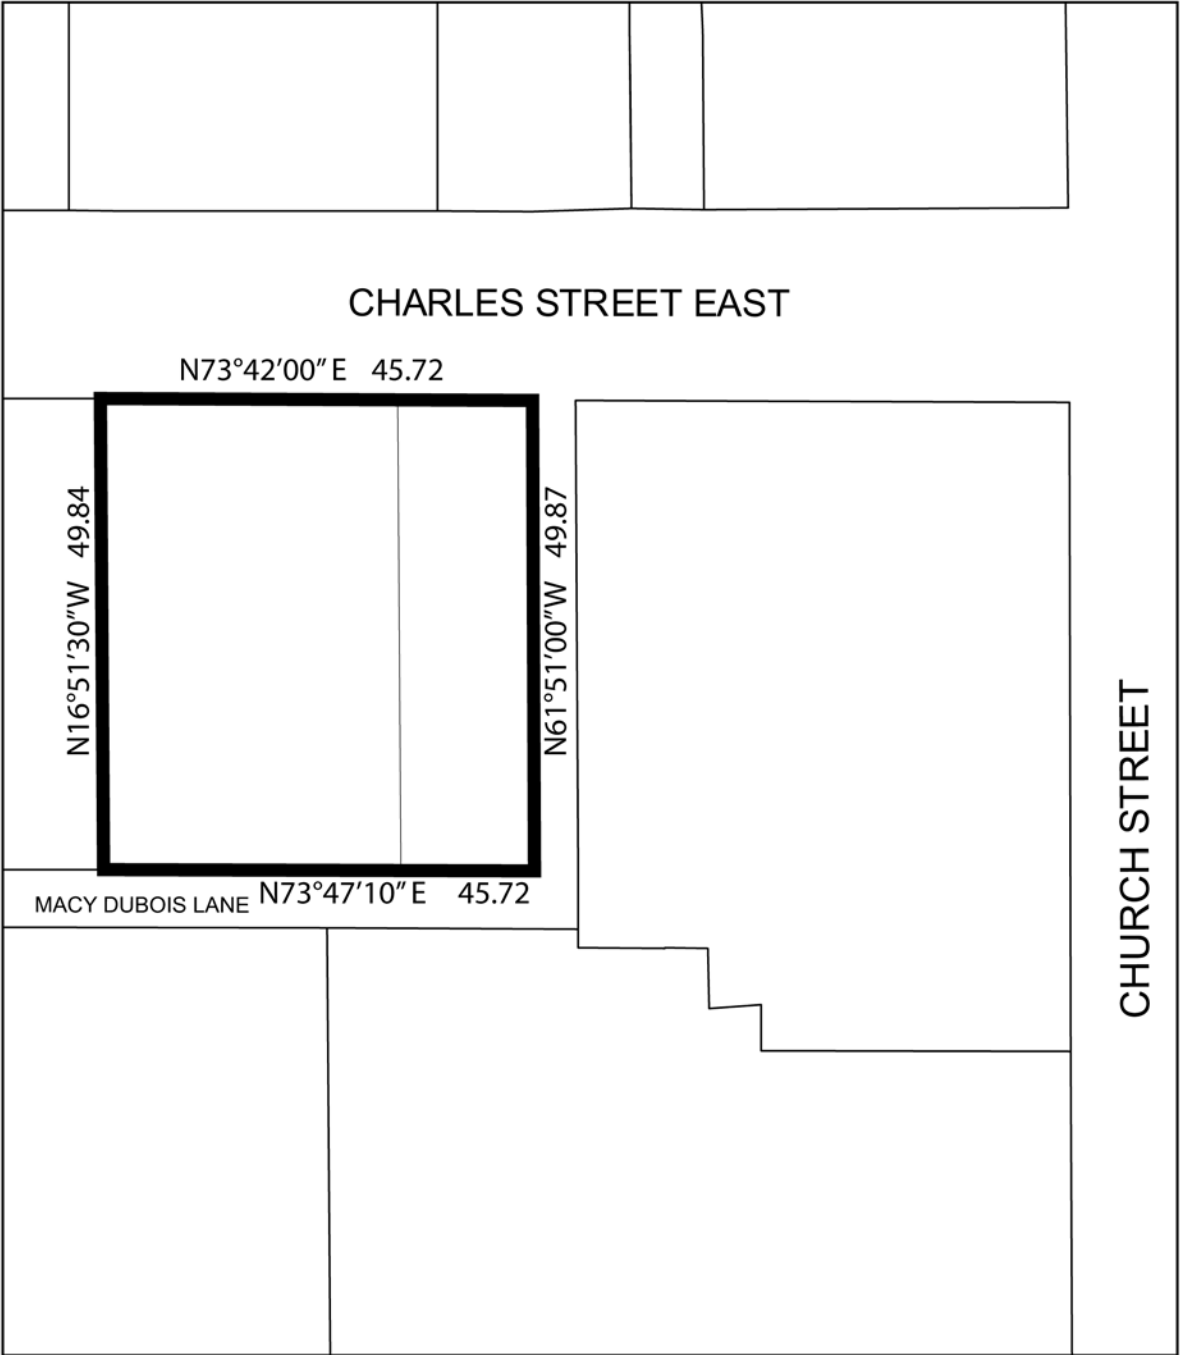 CHARLES STREET EAST
N73°42’00” E 45.72
N16°51’30”W 49.84
N61°51’00”W 49.87
N73°47’10” E 45.72
MACY DUBOIS LANE
CHURCH STREET